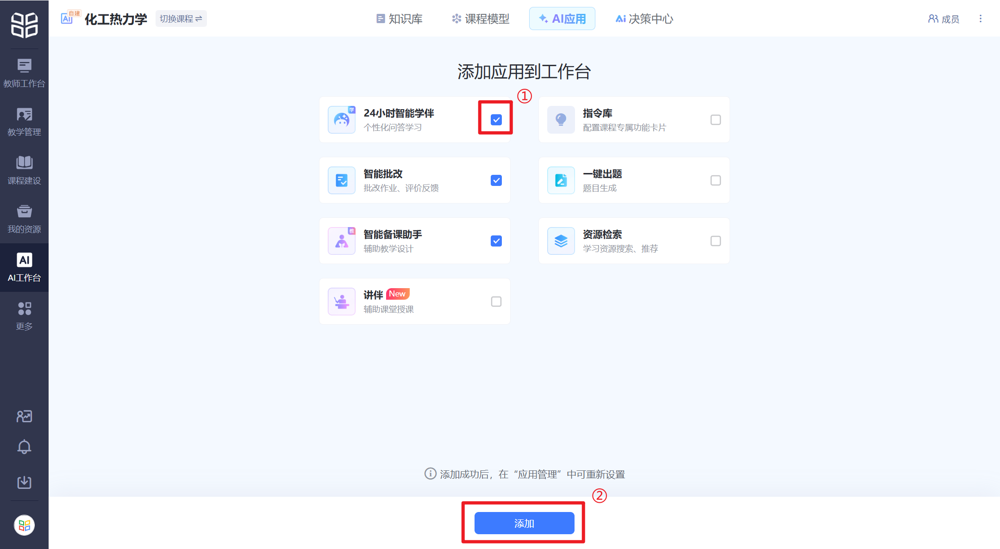 自建
化工热力学
切换课程 ⇌
知识库
课程模型
AI应用
决策中心
成员
教师工作台
教学管理
课程建设
我的资源
AI
AI工作台
更多
添加应用到工作台
①
学
24小时智能学伴
个性化问答学习
指令库
配置课程专属功能卡片
智能批改
批改作业、评价反馈
一键出题
题目生成
教
智能备课助手
辅助教学设计
资源检索
学习资源搜索、推荐
讲伴 New
辅助课堂授课
添加成功后，在“应用管理”中可重新设置
②
添加